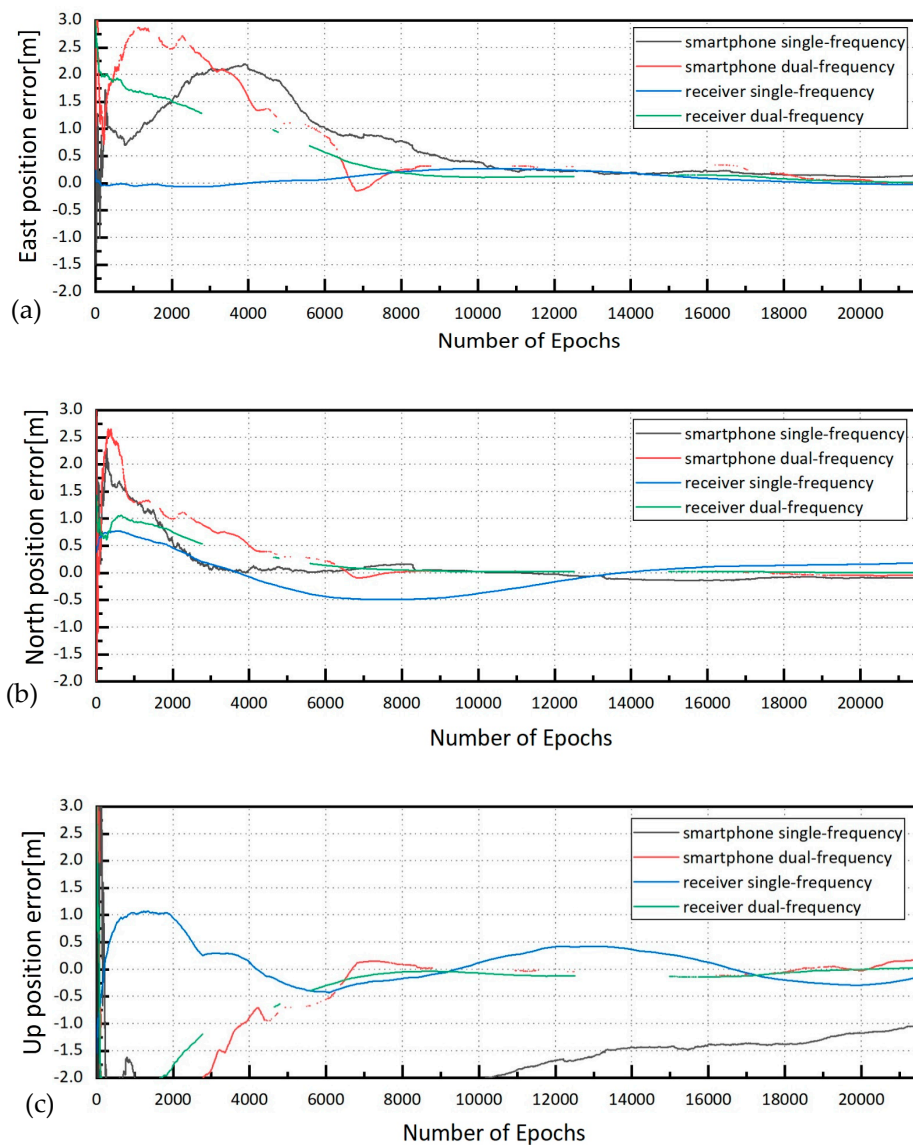 3.0
2.5
2.0
1.5
1.0
0.5
0.0
-0.5
-1.0
-1.5
-2.0
East position error[m]
smartphone single-frequency
smartphone dual-frequency
receiver single-frequency
receiver dual-frequency
0 2000 4000 6000 8000 10000 12000 14000 16000 18000 20000
Number of Epochs
(a)
3.0
2.5
2.0
1.5
1.0
0.5
0.0
-0.5
-1.0
-1.5
-2.0
North position error[m]
smartphone single-frequency
smartphone dual-frequency
receiver single-frequency
receiver dual-frequency
0 2000 4000 6000 8000 10000 12000 14000 16000 18000 20000
Number of Epochs
(b)
3.0
2.5
2.0
1.5
1.0
0.5
0.0
-0.5
-1.0
-1.5
-2.0
Up position error[m]
smartphone single-frequency
smartphone dual-frequency
receiver single-frequency
receiver dual-frequency
0 2000 4000 6000 8000 10000 12000 14000 16000 18000 20000
Number of Epochs
(c)